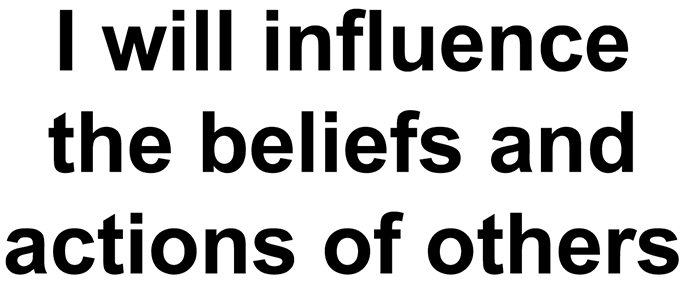 I will influence
the beliefs and
actions of others